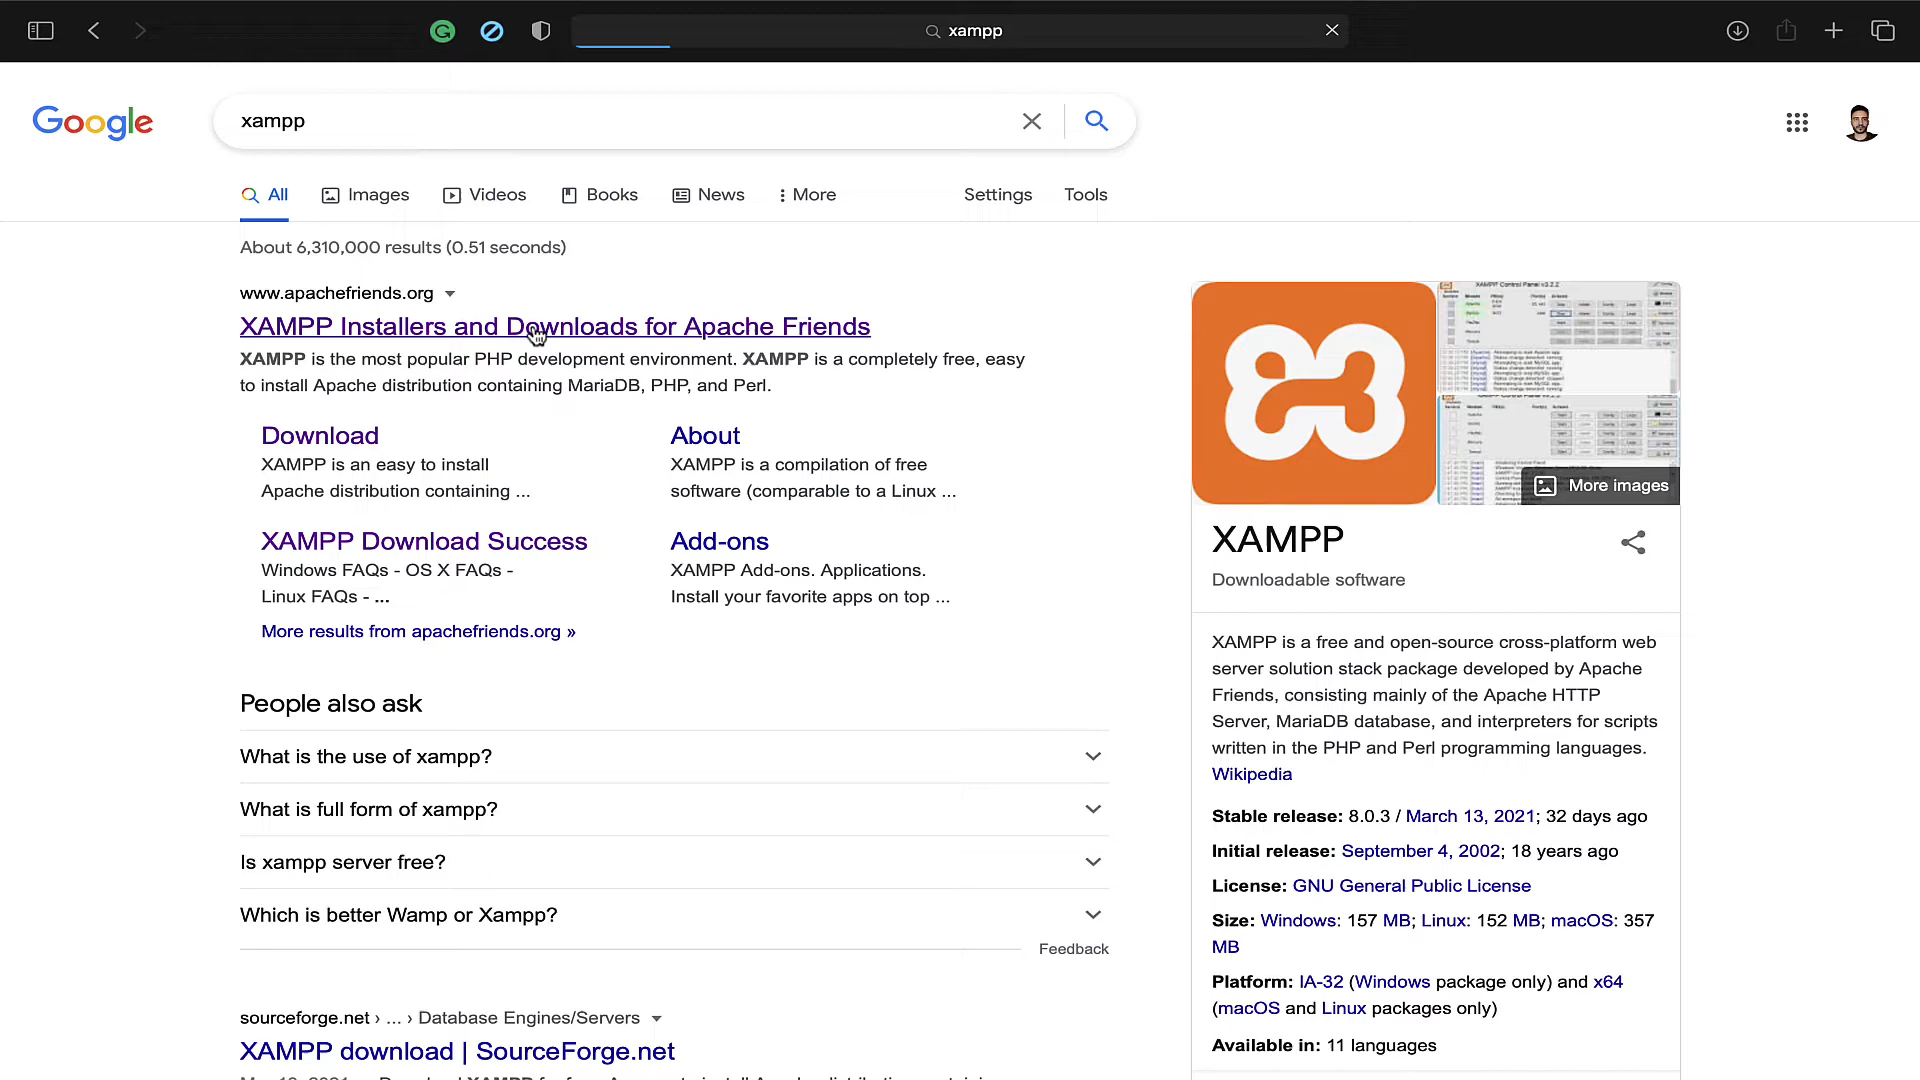 xampp
Google
xampp
All Images Videos Books News More Settings Tools
About 6,310,000 results (0.51 seconds)
www.apachefriends.org
XAMPP Installers and Downloads for Apache Friends
XAMPP is the most popular PHP development environment. XAMPP is a completely free, easy
to install Apache distribution containing MariaDB, PHP, and Perl.
Download
XAMPP is an easy to install
Apache distribution containing ...
About
XAMPP is a compilation of free
software (comparable to a Linux ...
XAMPP Download Success
Windows FAQs - OS X FAQs -
Linux FAQs - ...
Add-ons
XAMPP Add-ons. Applications.
Install your favorite apps on top ...
More results from apachefriends.org »
People also ask
What is the use of xampp?
What is full form of xampp?
Is xampp server free?
Which is better Wamp or Xampp?
Feedback
sourceforge.net › ... › Database Engines/Servers
XAMPP download | SourceForge.net
XAMPP Control Panel v3.2.2
More images
XAMPP
Downloadable software
XAMPP is a free and open-source cross-platform web
server solution stack package developed by Apache
Friends, consisting mainly of the Apache HTTP
Server, MariaDB database, and interpreters for scripts
written in the PHP and Perl programming languages.
Wikipedia
Stable release: 8.0.3 / March 13, 2021; 32 days ago
Initial release: September 4, 2002; 18 years ago
License: GNU General Public License
Size: Windows: 157 MB; Linux: 152 MB; macOS: 357
MB
Platform: IA-32 (Windows package only) and x64
(macOS and Linux packages only)
Available in: 11 languages